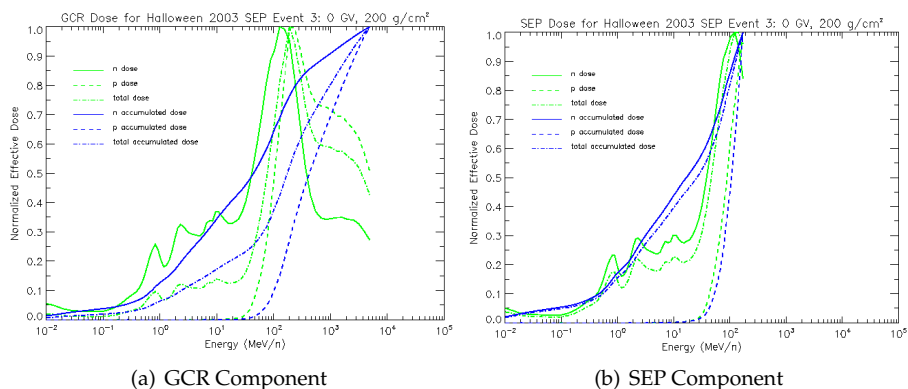 GCR Dose for Halloween 2003 SEP Event 3: 0 GV, 200 g/cm²
1.0
0.9
0.8
0.7
0.6
0.5
0.4
0.3
0.2
0.1
0.0
Normalized Effective Dose
n dose
p dose
total dose
n accumulated dose
p accumulated dose
total accumulated dose
10⁻² 10⁻¹ 10⁰ 10¹ 10² 10³ 10⁴ 10⁵
Energy (MeV/n)
(a) GCR Component
SEP Dose for Halloween 2003 SEP Event 3: 0 GV, 200 g/cm²
1.0
0.9
0.8
0.7
0.6
0.5
0.4
0.3
0.2
0.1
0.0
Normalized Effective Dose
n dose
p dose
total dose
n accumulated dose
p accumulated dose
total accumulated dose
10⁻² 10⁻¹ 10⁰ 10¹ 10² 10³ 10⁴ 10⁵
Energy (MeV/n)
(b) SEP Component